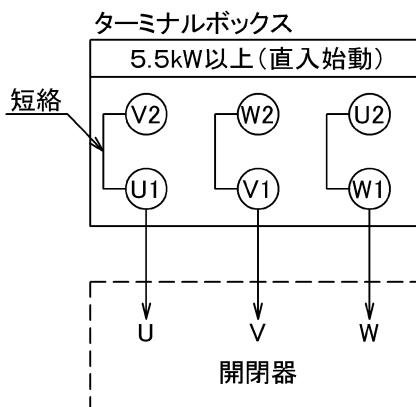 ターミナルボックス
5.5kW以上(直入始動)
短絡
V2 W2 U2
U1 V1 W1
U V W
開閉器